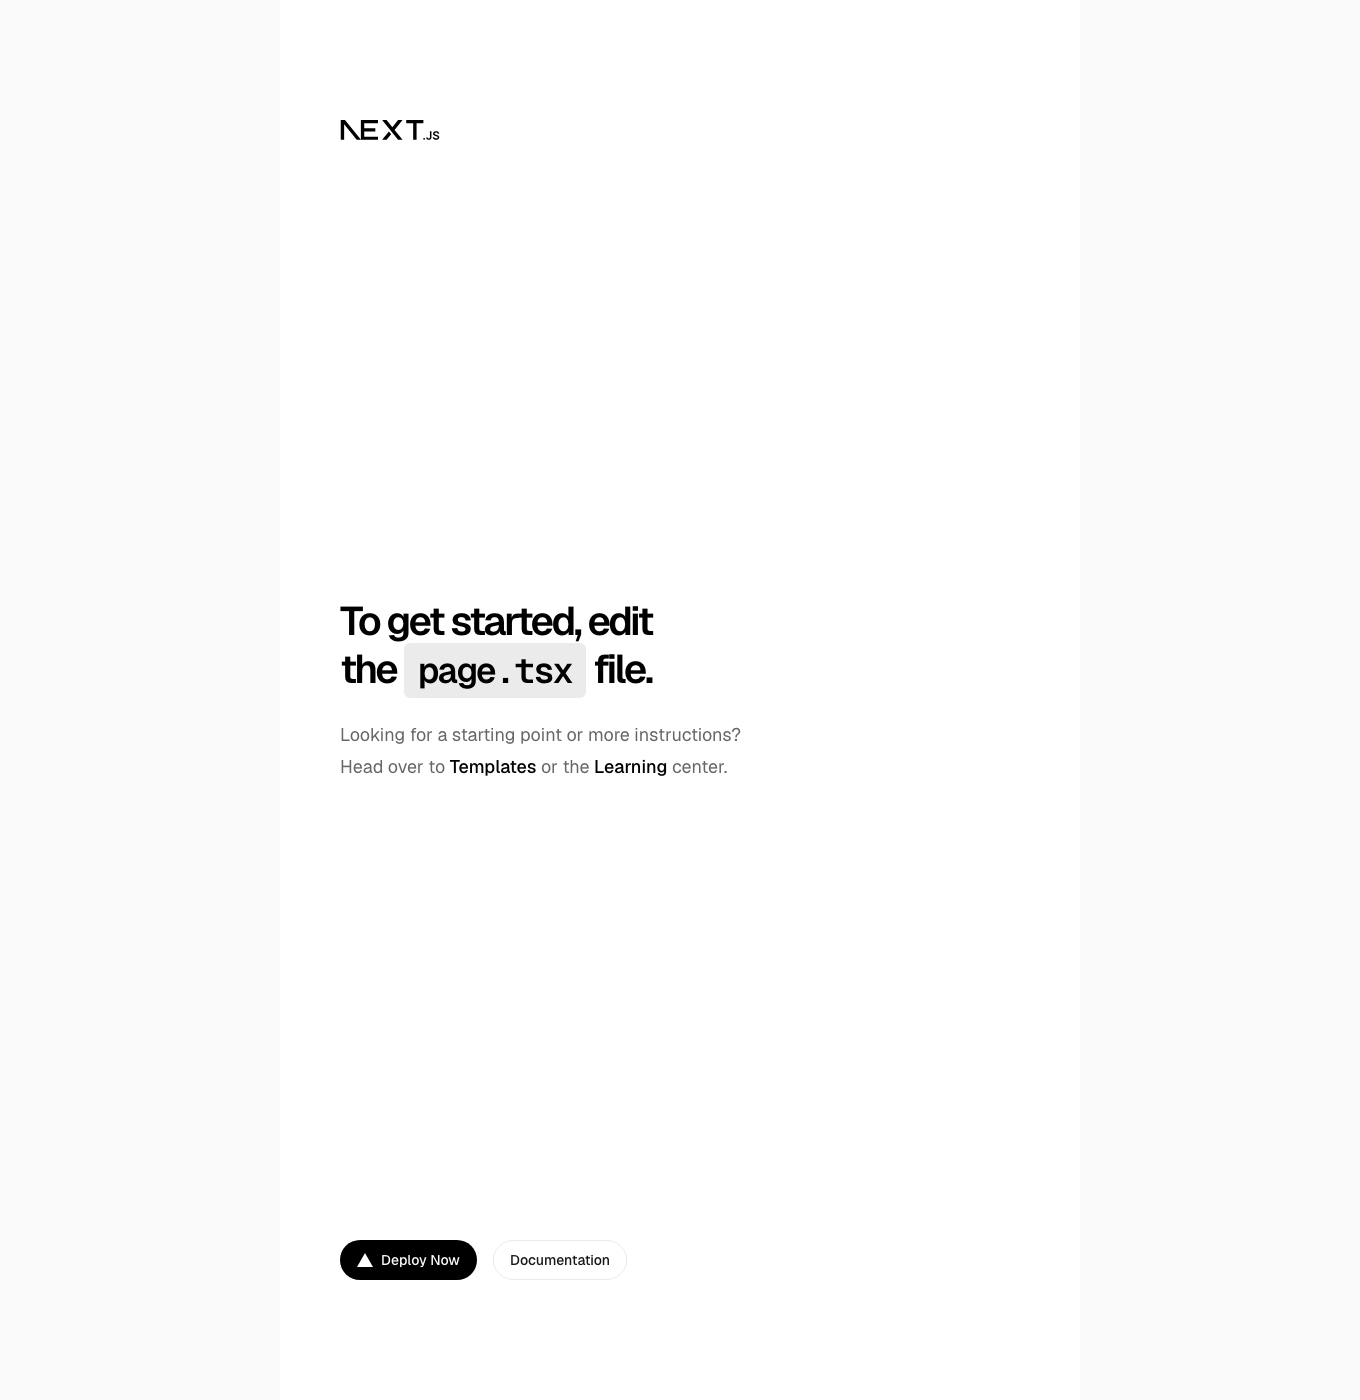 NEXT.JS
To get started, edit
the page.tsx file.
Looking for a starting point or more instructions?
Head over to Templates or the Learning center.
Deploy Now
Documentation